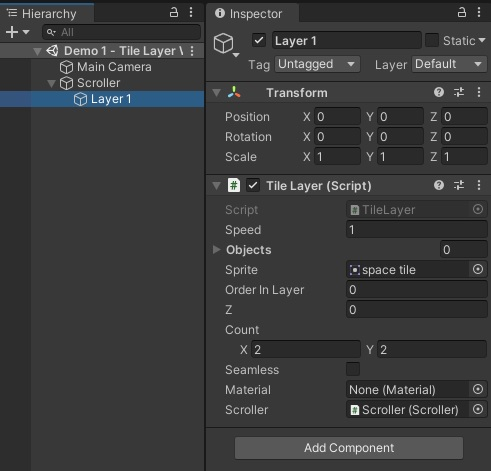 Hierarchy
All
Demo 1 - Tile Layer \
Main Camera
Scroller
Layer 1
Inspector
Layer 1
Static
Tag Untagged Layer Default
Transform
Position X 0 Y 0 Z 0
Rotation X 0 Y 0 Z 0
Scale X 1 Y 1 Z 1
# Tile Layer (Script)
Script # TileLayer
Speed 1
Objects 0
Sprite space tile
Order In Layer 0
Z 0
Count
X 2 Y 2
Seamless
Material None (Material)
Scroller # Scroller (Scroller)
Add Component